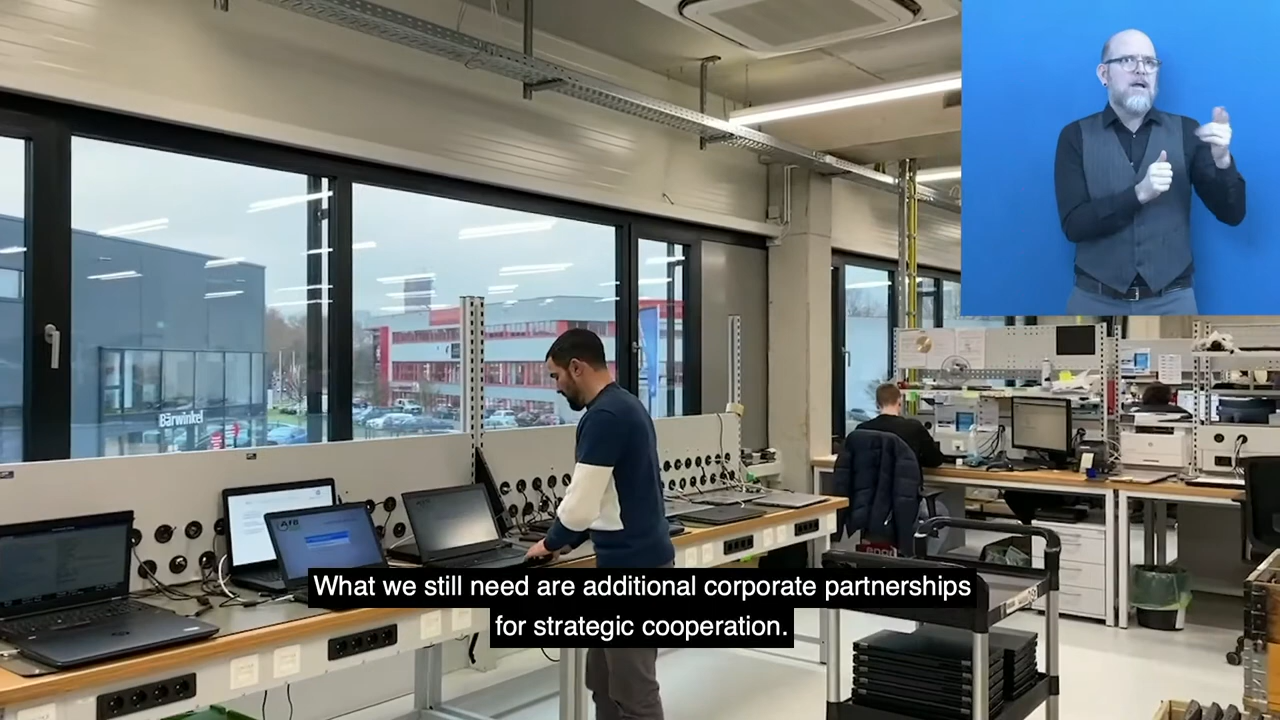 Bärwinkel
AfB
What we still need are additional corporate partnerships
for strategic cooperation.